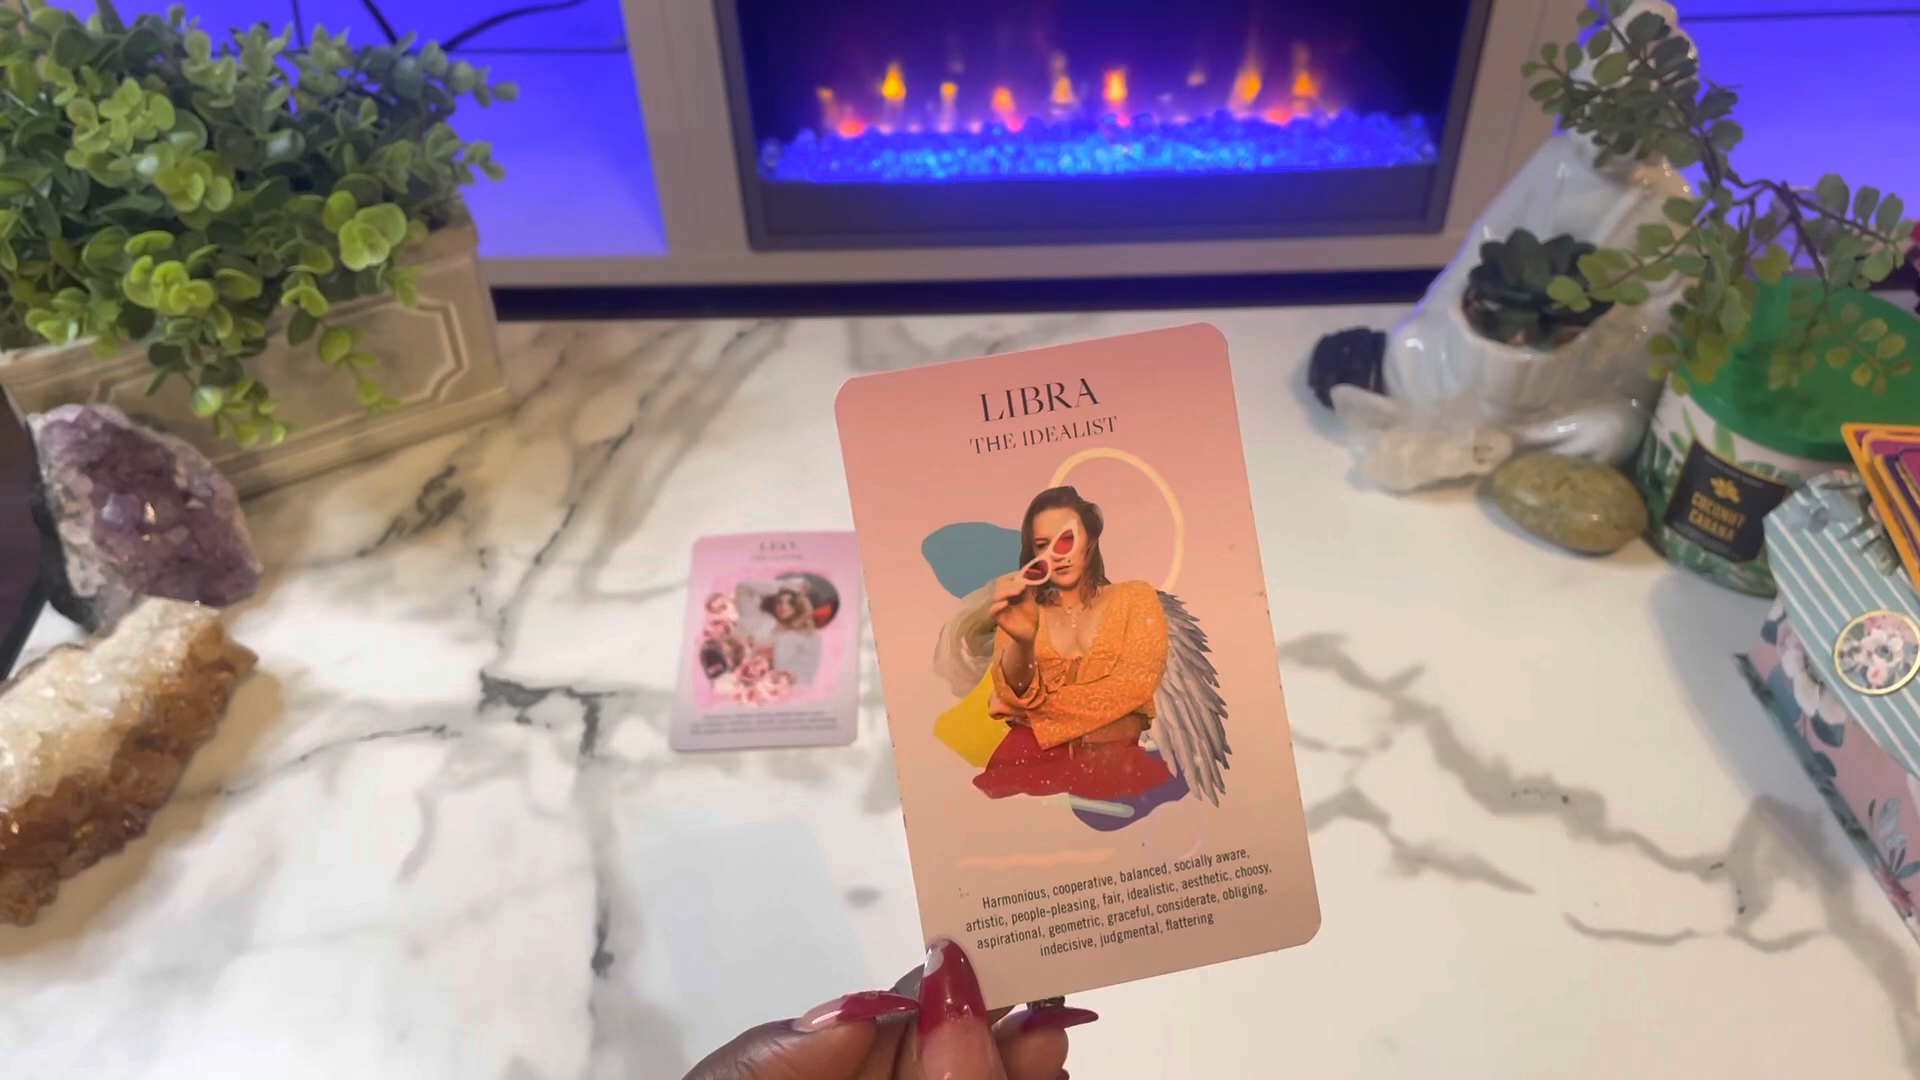 LIBRA
THE IDEALIST
Harmonious, cooperative, balanced, socially aware,
artistic, people-pleasing, fair, idealistic, aesthetic, choosy,
aspirational, geometric, graceful, considerate, obliging,
indecisive, judgmental, flattering
COCONUT
CABANA